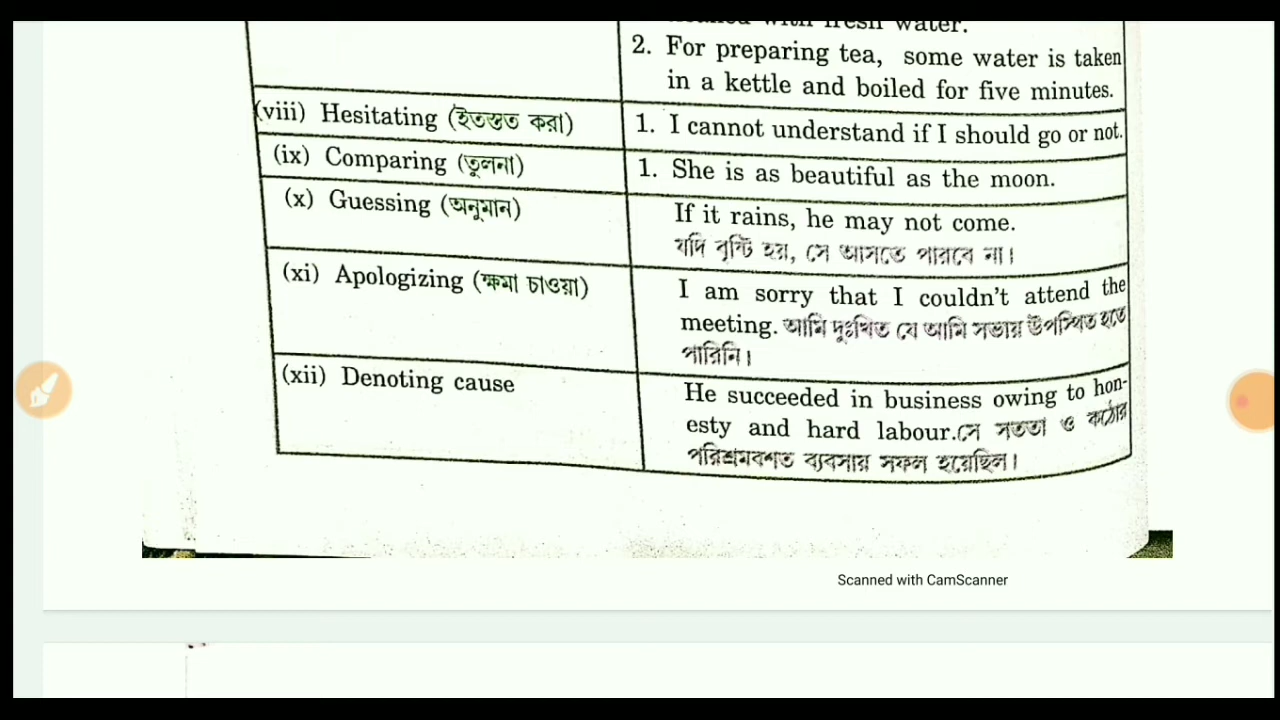 with fresh water.
2. For preparing tea, some water is taken
in a kettle and boiled for five minutes.
(viii) Hesitating (ইতস্তত করা)
1. I cannot understand if I should go or not.
(ix) Comparing (তুলনা)
1. She is as beautiful as the moon.
(x) Guessing (অনুমান)
If it rains, he may not come.
যদি বৃষ্টি হয়, সে আসতে পারবে না।
(xi) Apologizing (ক্ষমা চাওয়া)
I am sorry that I couldn't attend the
meeting. আমি দুঃখিত যে আমি সভায় উপস্থিত হতে
পারিনি।
(xii) Denoting cause
He succeeded in business owing to hon-
esty and hard labour.সে সততা ও কঠোর
পরিশ্রমবশত ব্যবসায় সফল হয়েছিল।
Scanned with CamScanner